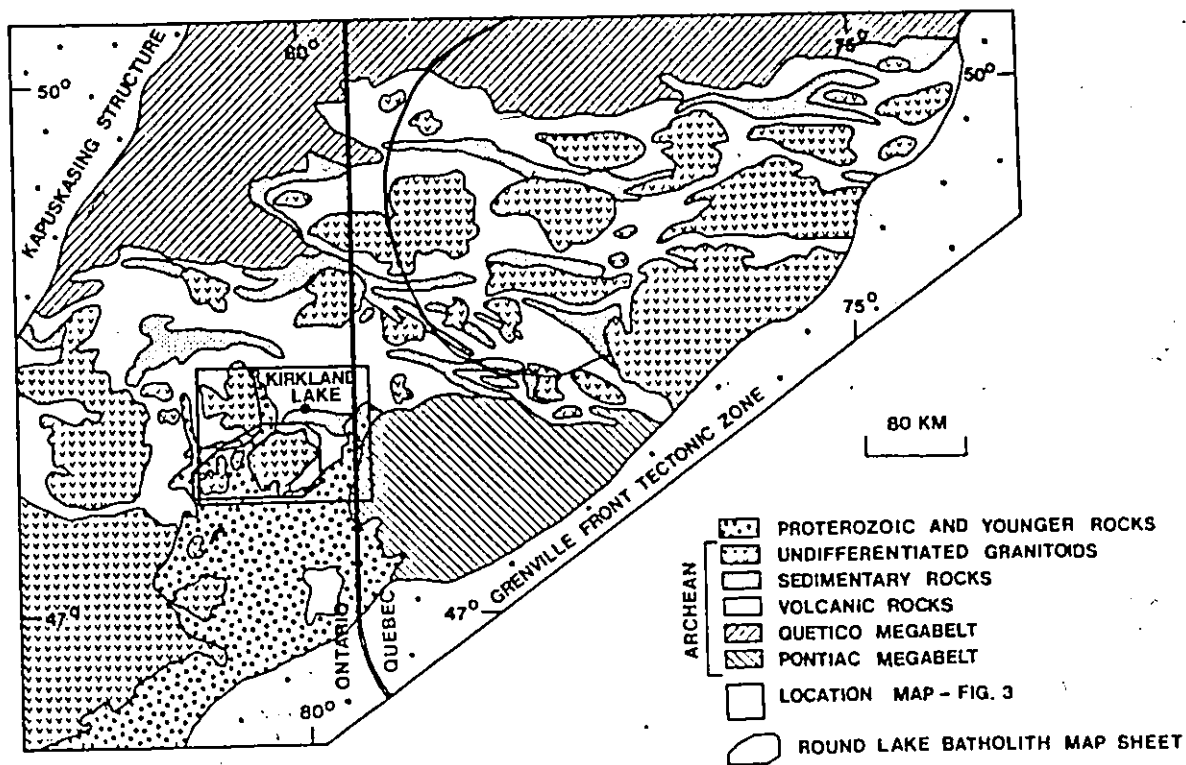 80°
75°
50°
50°
KAPUSKASING STRUCTURE
KIRKLAND
LAKE
75°
80 KM
GRENVILLE FRONT TECTONIC ZONE
47°
47°
ONTARIO
QUEBEC
80°
PROTEROZOIC AND YOUNGER ROCKS
ARCHEAN
UNDIFFERENTIATED GRANITOIDS
SEDIMENTARY ROCKS
VOLCANIC ROCKS
QUETICO MEGABELT
PONTIAC MEGABELT
LOCATION MAP - FIG. 3
ROUND LAKE BATHOLITH MAP SHEET